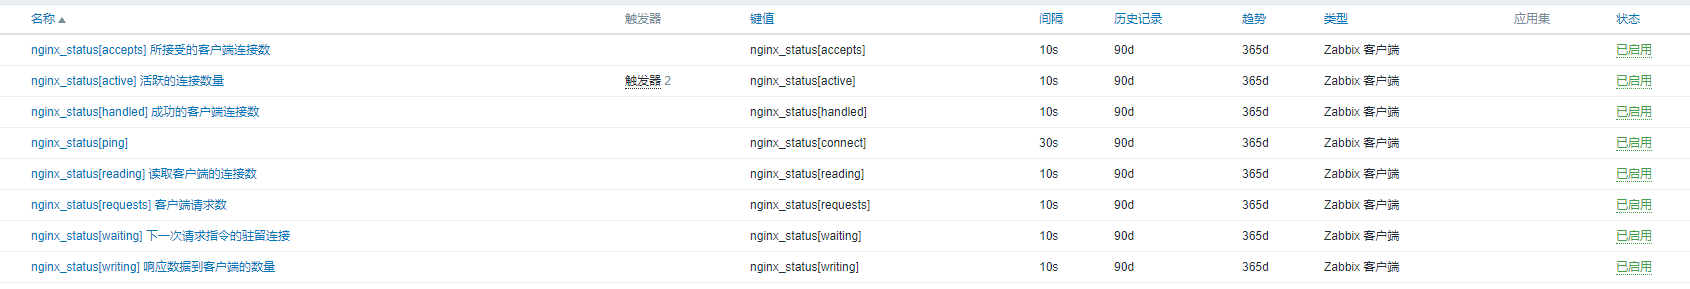 名称▲ 触发器 键值 间隔 历史记录 趋势 类型 应用集 状态
nginx_status[accepts] 所接受的客户端连接数 nginx_status[accepts] 10s 90d 365d Zabbix 客户端 已启用
nginx_status[active] 活跃的连接数量 触发器 2 nginx_status[active] 10s 90d 365d Zabbix 客户端 已启用
nginx_status[handled] 成功的客户端连接数 nginx_status[handled] 10s 90d 365d Zabbix 客户端 已启用
nginx_status[ping] nginx_status[connect] 30s 90d 365d Zabbix 客户端 已启用
nginx_status[reading] 读取客户端的连接数 nginx_status[reading] 10s 90d 365d Zabbix 客户端 已启用
nginx_status[requests] 客户端请求数 nginx_status[requests] 10s 90d 365d Zabbix 客户端 已启用
nginx_status[waiting] 下一次请求指令的驻留连接 nginx_status[waiting] 10s 90d 365d Zabbix 客户端 已启用
nginx_status[writing] 响应数据到客户端的数量 nginx_status[writing] 10s 90d 365d Zabbix 客户端 已启用